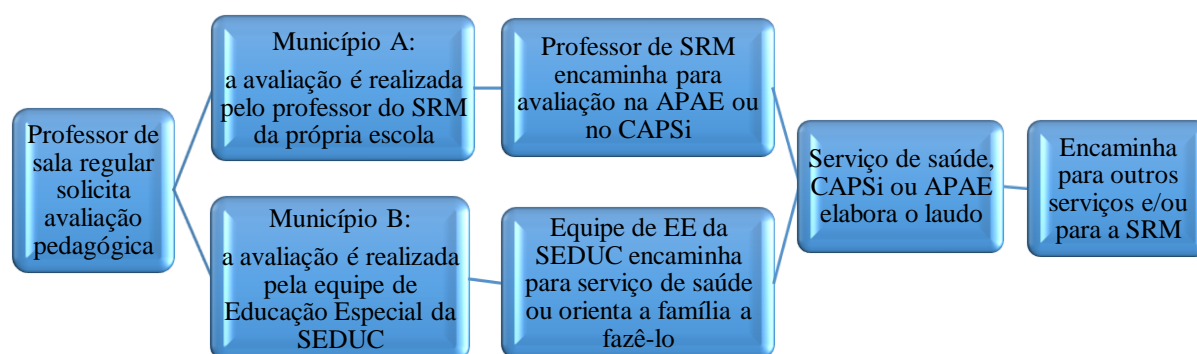 Professor de
sala regular
solicita
avaliação
pedagógica
Município A:
a avaliação é realizada
pelo professor do SRM
da própria escola
Município B:
a avaliação é realizada
pela equipe de
Educação Especial da
SEDUC
Professor de SRM
encaminha para
avaliação na APAE ou
no CAPSi
Equipe de EE da
SEDUC encaminha
para serviço de saúde
ou orienta a família a
fazê-lo
Serviço de saúde,
CAPSi ou APAE
elabora o laudo
Encaminha
para outros
serviços e/ou
para a SRM